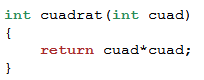 int cuadrat(int cuad)
{
    return cuad*cuad;
}